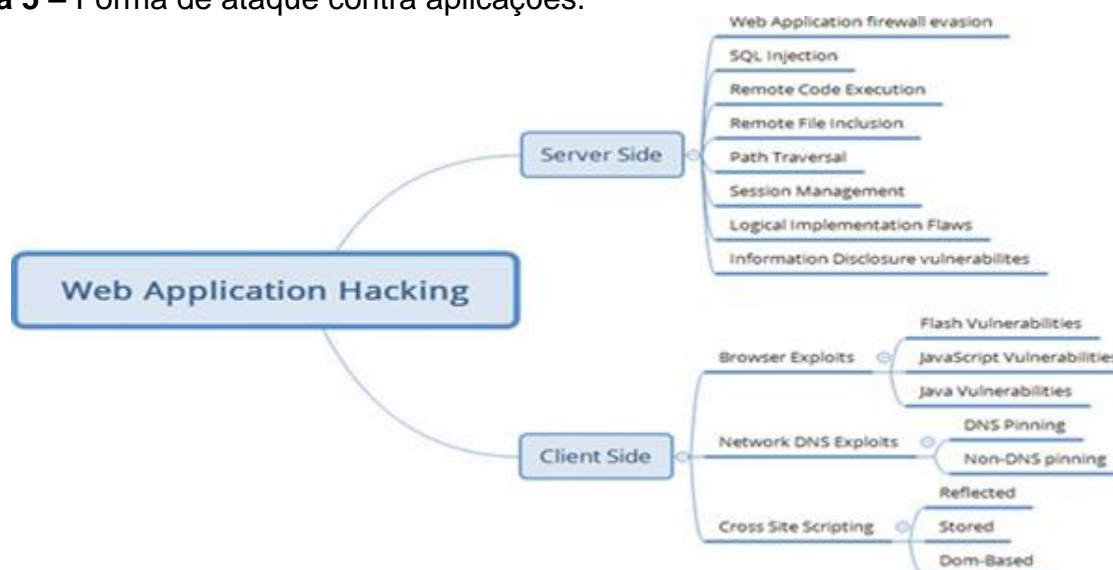 a 5 – Forma de ataque contra aplicações.
Web Application firewall evasion
SQL Injection
Remote Code Execution
Remote File Inclusion
Server Side
Path Traversal
Session Management
Logical Implementation Flaws
Information Disclosure vulnerabilites
Web Application Hacking
Flash Vulnerabilities
Browser Exploits
JavaScript Vulnerabilities
Java Vulnerabilities
DNS Pinning
Network DNS Exploits
Non-DNS pinning
Client Side
Reflected
Cross Site Scripting
Stored
Dom-Based